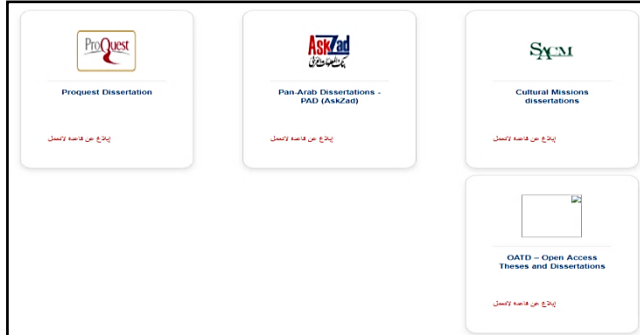 ProQuest
Proquest Dissertation
إبلاغ عن قاعدة لاتعمل
AskZad
Pan-Arab Dissertations -
PAD (AskZad)
إبلاغ عن قاعدة لاتعمل
SACM
Cultural Missions
dissertations
إبلاغ عن قاعدة لاتعمل
OATD – Open Access
Theses and Dissertations
إبلاغ عن قاعدة لاتعمل